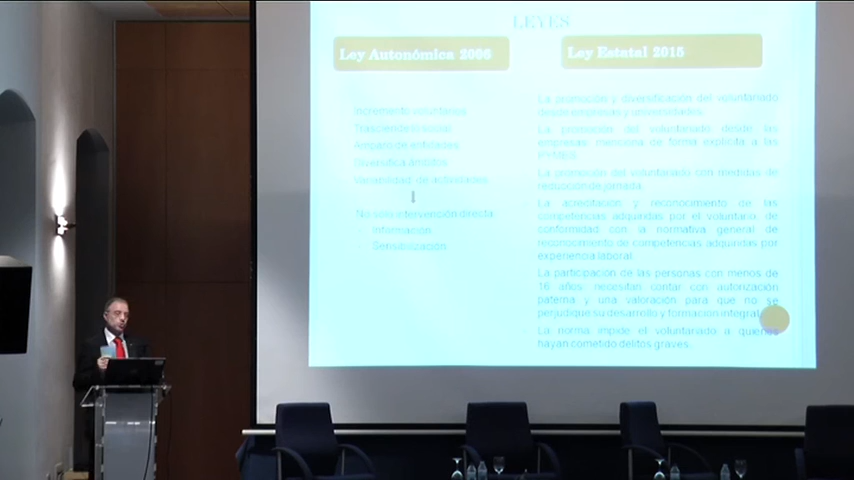 LEYES
Ley Autonómica 2006
Incremento voluntarios
Trascendencia social
Amparo de entidades
Diversifica ámbitos
Variabilidad de actividades
No solo intervención directa
- Información
- Sensibilización
Ley Estatal 2015
La promoción y diversificación del voluntariado
desde empresas y universidades.
La promoción del voluntariado desde las
empresas: menciona de forma explícita a las
PYMES.
La promoción del voluntariado con medidas de
reducción de jornada.
La acreditación y reconocimiento de las
competencias adquiridas por el voluntario de
conformidad con la normativa general de
reconocimiento de competencias adquiridas por
experiencia laboral.
La participación de las personas con menos de
16 años: necesitan contar con autorización
paterna y una valoración para que no se
perjudique su desarrollo y formación integral.
La norma impide el voluntariado a quienes
hayan cometido delitos graves.